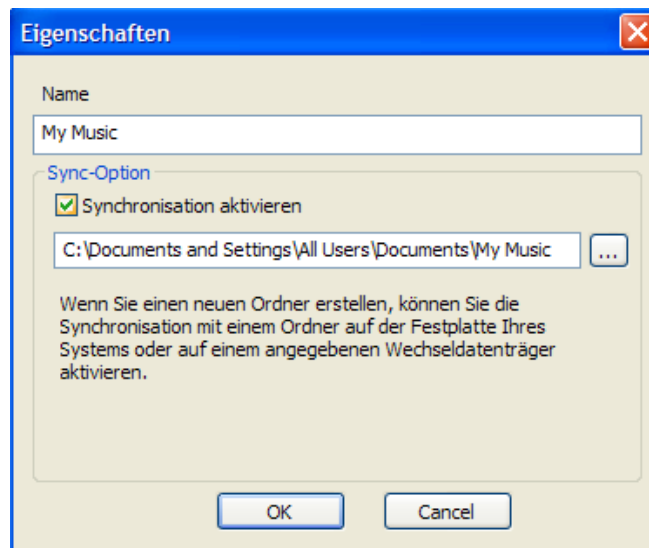 Eigenschaften
Name
My Music
Sync-Option
Synchronisation aktivieren
C:\Documents and Settings\All Users\Documents\My Music
...
Wenn Sie einen neuen Ordner erstellen, können Sie die
Synchronisation mit einem Ordner auf der Festplatte Ihres
Systems oder auf einem angegebenen Wechseldatenträger
aktivieren.
OK
Cancel